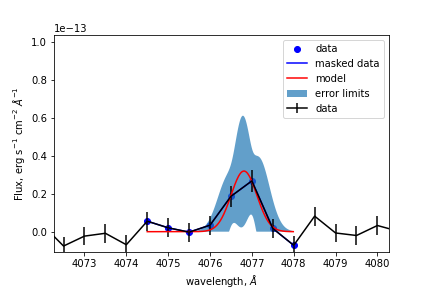 1e−13
1.0
0.8
0.6
0.4
0.2
0.0
Flux, erg s⁻¹ cm⁻² Å⁻¹
data
masked data
model
error limits
data
4073 4074 4075 4076 4077 4078 4079 4080
wavelength, Å